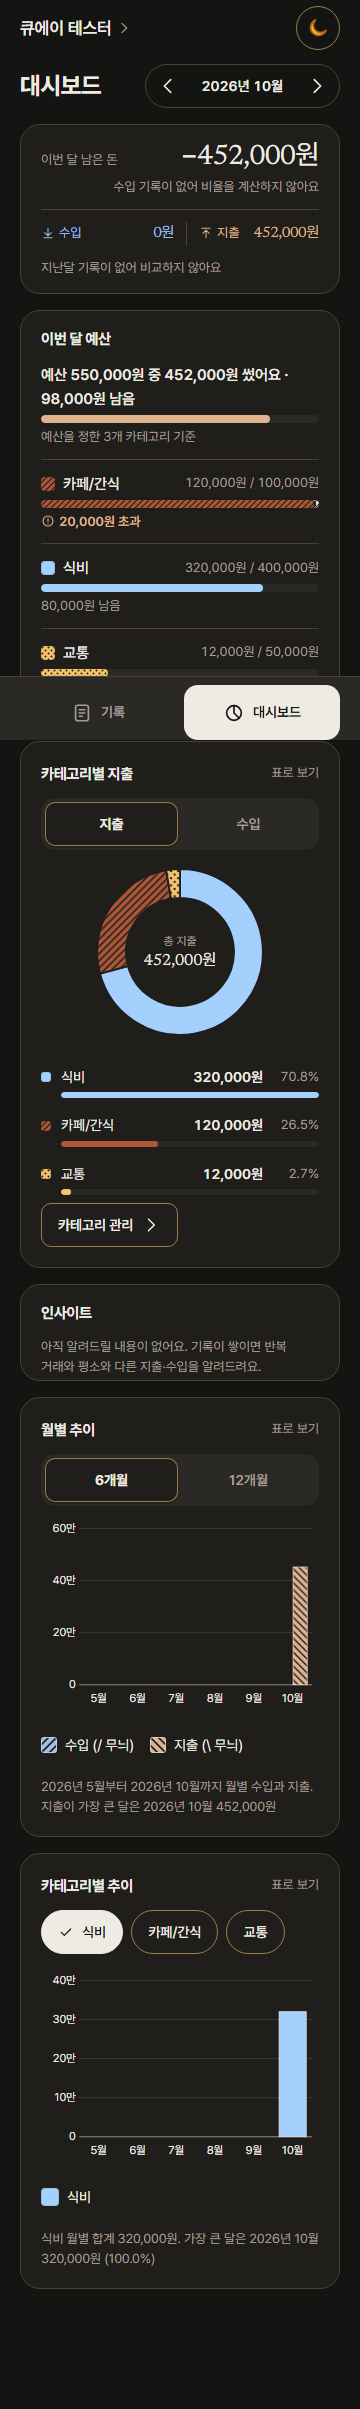 큐에이 테스터
대시보드
2026년 10월
이번 달 남은 돈
−452,000원
수입 기록이 없어 비율을 계산하지 않아요
수입 0원
지출 452,000원
지난달 기록이 없어 비교하지 않아요
이번 달 예산
예산 550,000원 중 452,000원 썼어요 ·
98,000원 남음
예산을 정한 3개 카테고리 기준
카페/간식 120,000원 / 100,000원
20,000원 초과
식비 320,000원 / 400,000원
80,000원 남음
교통 12,000원 / 50,000원
기록
대시보드
카테고리별 지출
표로 보기
지출
수입
총 지출
452,000원
식비 320,000원 70.8%
카페/간식 120,000원 26.5%
교통 12,000원 2.7%
카테고리 관리
인사이트
아직 알려드릴 내용이 없어요. 기록이 쌓이면 반복
거래와 평소와 다른 지출·수입을 알려드려요.
월별 추이
표로 보기
6개월
12개월
60만
40만
20만
0
5월 6월 7월 8월 9월 10월
수입 (/ 무늬) 지출 (\ 무늬)
2026년 5월부터 2026년 10월까지 월별 수입과 지출.
지출이 가장 큰 달은 2026년 10월 452,000원
카테고리별 추이
표로 보기
식비
카페/간식
교통
40만
30만
20만
10만
0
5월 6월 7월 8월 9월 10월
식비
식비 월별 합계 320,000원. 가장 큰 달은 2026년 10월
320,000원 (100.0%)